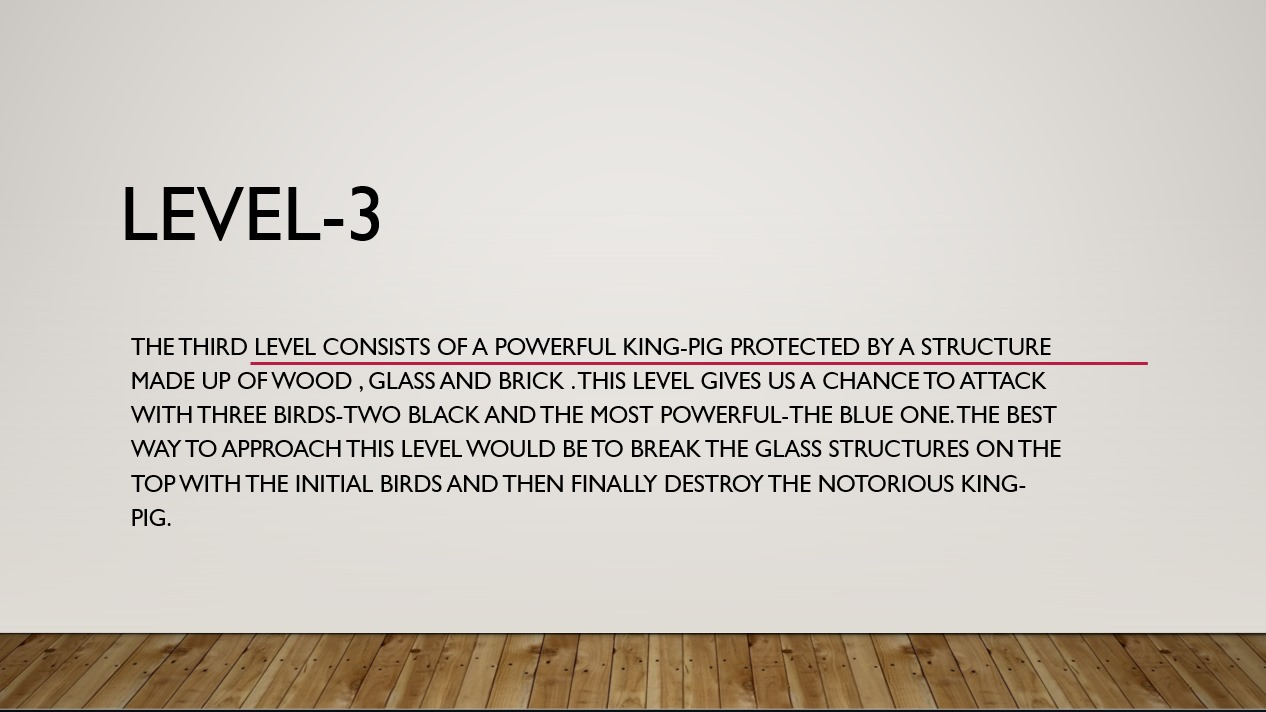 LEVEL-3
THE THIRD LEVEL CONSISTS OF A POWERFUL KING-PIG PROTECTED BY A STRUCTURE
MADE UP OF WOOD , GLASS AND BRICK . THIS LEVEL GIVES US A CHANCE TO ATTACK
WITH THREE BIRDS-TWO BLACK AND THE MOST POWERFUL-THE BLUE ONE. THE BEST
WAY TO APPROACH THIS LEVEL WOULD BE TO BREAK THE GLASS STRUCTURES ON THE
TOP WITH THE INITIAL BIRDS AND THEN FINALLY DESTROY THE NOTORIOUS KING-
PIG.